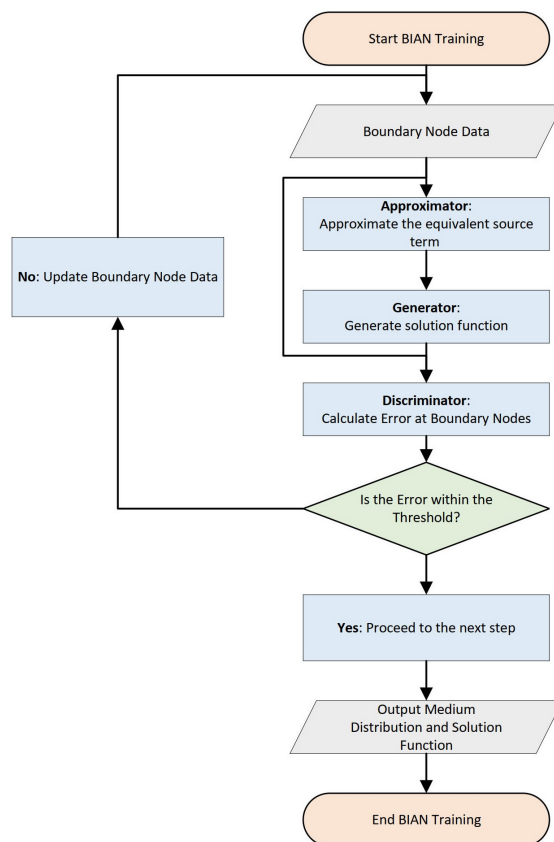 Start BIAN Training
Boundary Node Data
Approximator:
Approximate the equivalent source
term
No: Update Boundary Node Data
Generator:
Generate solution function
Discriminator:
Calculate Error at Boundary Nodes
Is the Error within the
Threshold?
Yes: Proceed to the next step
Output Medium
Distribution and Solution
Function
End BIAN Training